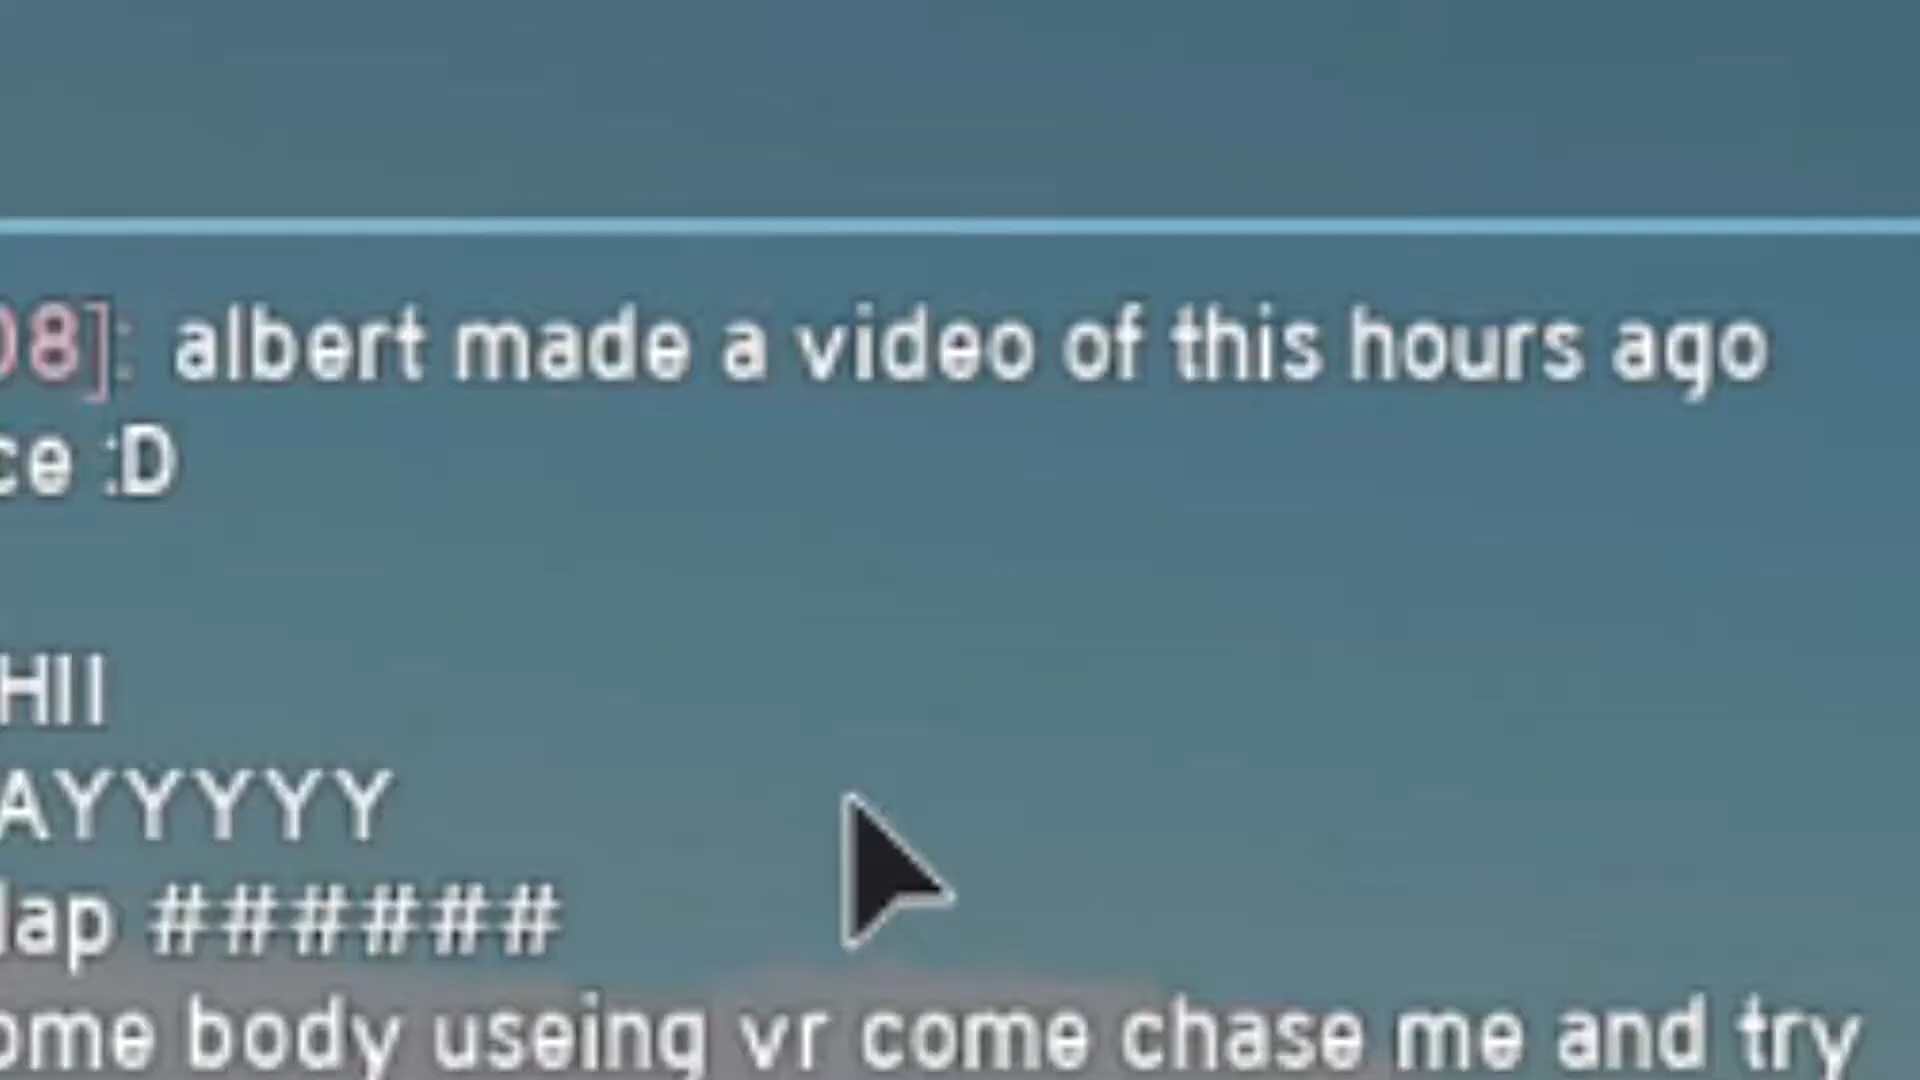 08]: albert made a video of this hours ago
ce :D
HII
AYYYYY
lap ######
ome body useing vr come chase me and try